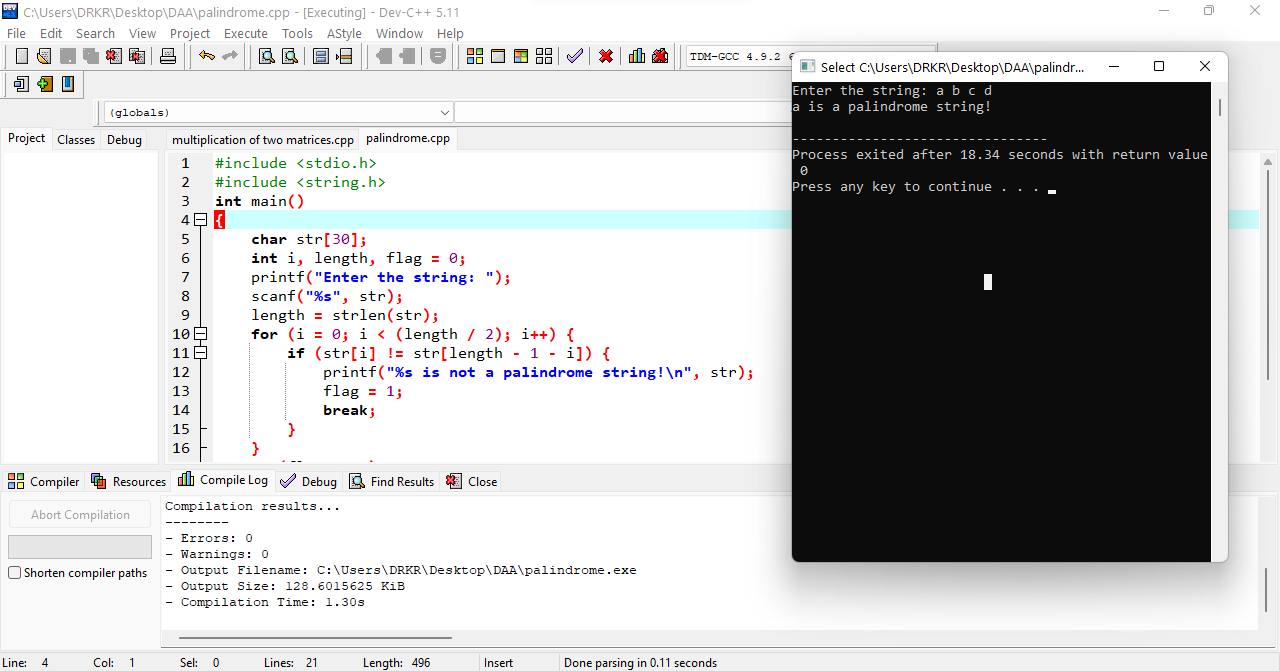 C:\Users\DRKR\Desktop\DAA\palindrome.cpp - [Executing] - Dev-C++ 5.11
File Edit Search View Project Execute Tools AStyle Window Help
TDM-GCC 4.9.2
(globals)
Project Classes Debug
multiplication of two matrices.cpp palindrome.cpp
1 #include <stdio.h>
2 #include <string.h>
3 int main()
4 {
5 char str[30];
6 int i, length, flag = 0;
7 printf("Enter the string: ");
8 scanf("%s", str);
9 length = strlen(str);
10 for (i = 0; i < (length / 2); i++) {
11 if (str[i] != str[length - 1 - i]) {
12 printf("%s is not a palindrome string!\n", str);
13 flag = 1;
14 break;
15 }
16 }
Select C:\Users\DRKR\Desktop\DAA\palindr...
Enter the string: a b c d
a is a palindrome string!
--------------------------------
Process exited after 18.34 seconds with return value
0
Press any key to continue . . .
Compiler Resources Compile Log Debug Find Results Close
Abort Compilation
Shorten compiler paths
Compilation results...
--------
- Errors: 0
- Warnings: 0
- Output Filename: C:\Users\DRKR\Desktop\DAA\palindrome.exe
- Output Size: 128.6015625 KiB
- Compilation Time: 1.30s
Line: 4 Col: 1 Sel: 0 Lines: 21 Length: 496 Insert Done parsing in 0.11 seconds